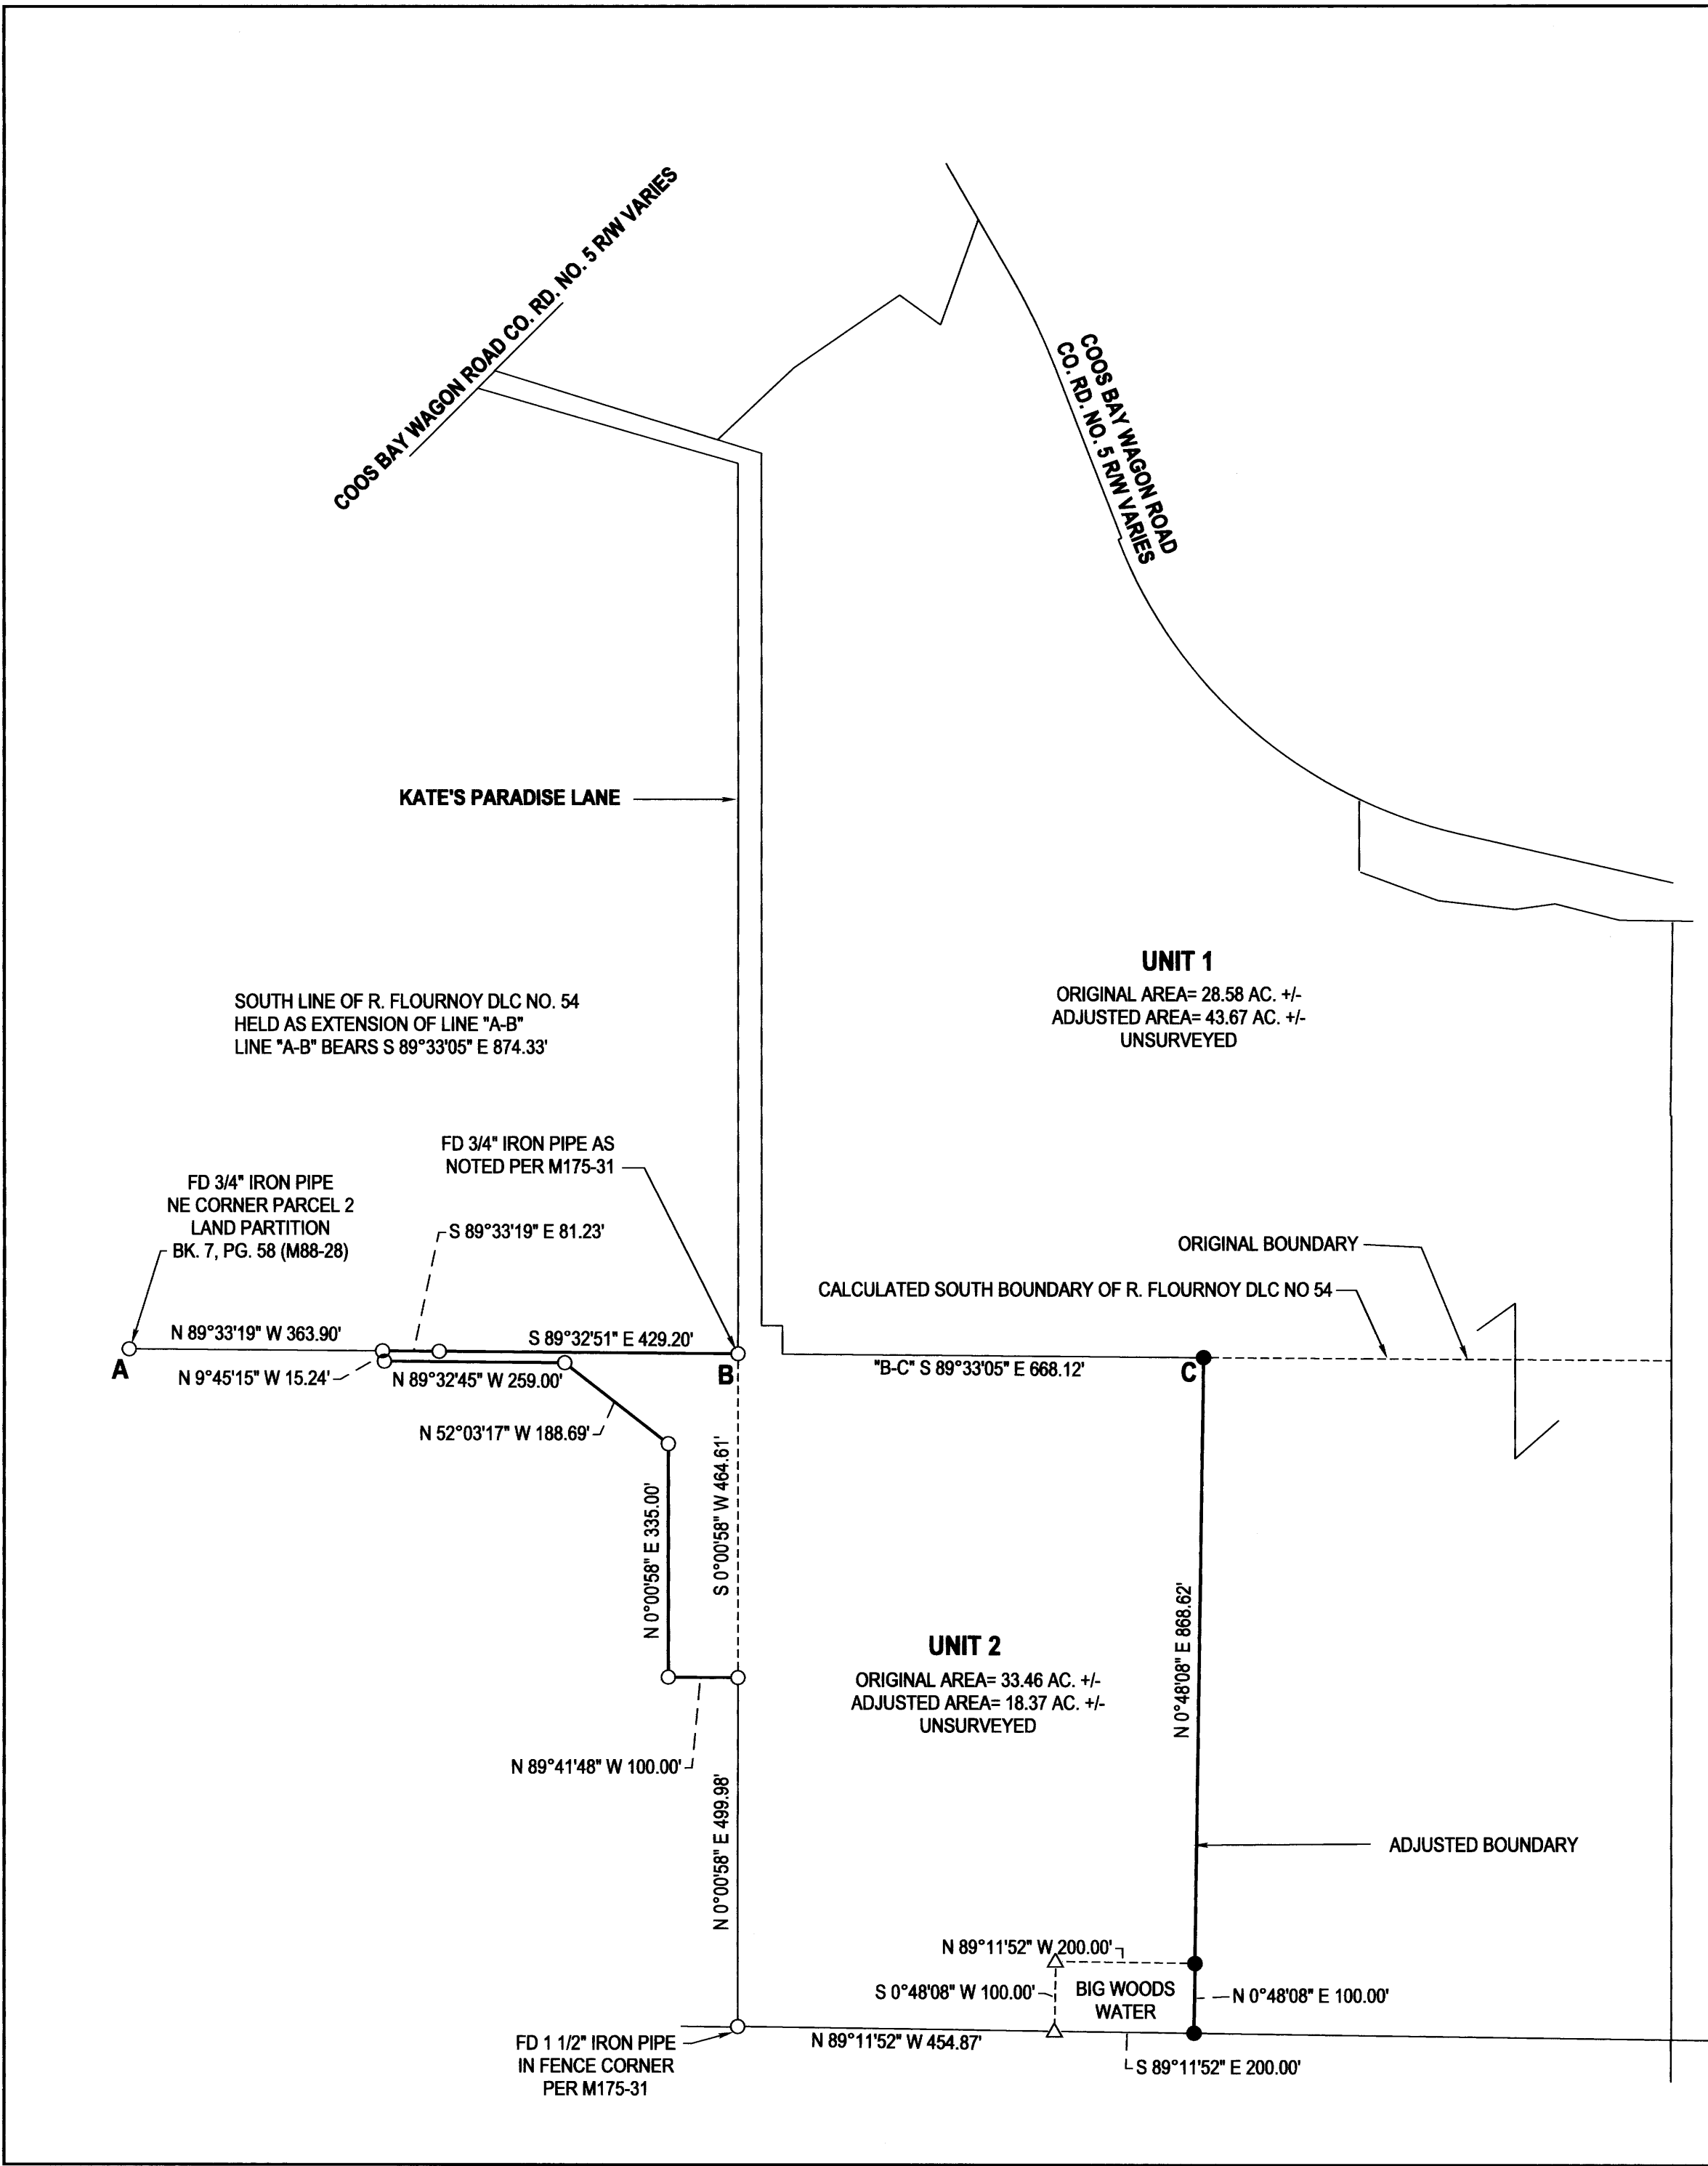 COOS BAY WAGON ROAD CO. RD. NO. 5 R/W VARIES
COOS BAY WAGON ROAD
CO. RD. NO. 5 R/W VARIES
KATE'S PARADISE LANE
UNIT 1
ORIGINAL AREA= 28.58 AC. +/-
ADJUSTED AREA= 43.67 AC. +/-
UNSURVEYED
SOUTH LINE OF R. FLOURNOY DLC NO. 54
HELD AS EXTENSION OF LINE "A-B"
LINE "A-B" BEARS S 89°33'05" E 874.33'
FD 3/4" IRON PIPE AS
NOTED PER M175-31
FD 3/4" IRON PIPE
NE CORNER PARCEL 2
LAND PARTITION
BK. 7, PG. 58 (M88-28)
S 89°33'19" E 81.23'
ORIGINAL BOUNDARY
CALCULATED SOUTH BOUNDARY OF R. FLOURNOY DLC NO 54
N 89°33'19" W 363.90'
S 89°32'51" E 429.20'
A
B
"B-C" S 89°33'05" E 668.12'
C
N 9°45'15" W 15.24'
N 89°32'45" W 259.00'
N 52°03'17" W 188.69'
S 0°00'58" W 464.61'
N 0°00'58" E 335.00'
N 0°48'08" E 868.62'
UNIT 2
ORIGINAL AREA= 33.46 AC. +/-
ADJUSTED AREA= 18.37 AC. +/-
UNSURVEYED
N 89°41'48" W 100.00'
N 0°00'58" E 499.98'
ADJUSTED BOUNDARY
N 89°11'52" W 200.00'
S 0°48'08" W 100.00'
BIG WOODS
WATER
N 0°48'08" E 100.00'
FD 1 1/2" IRON PIPE
IN FENCE CORNER
PER M175-31
N 89°11'52" W 454.87'
S 89°11'52" E 200.00'